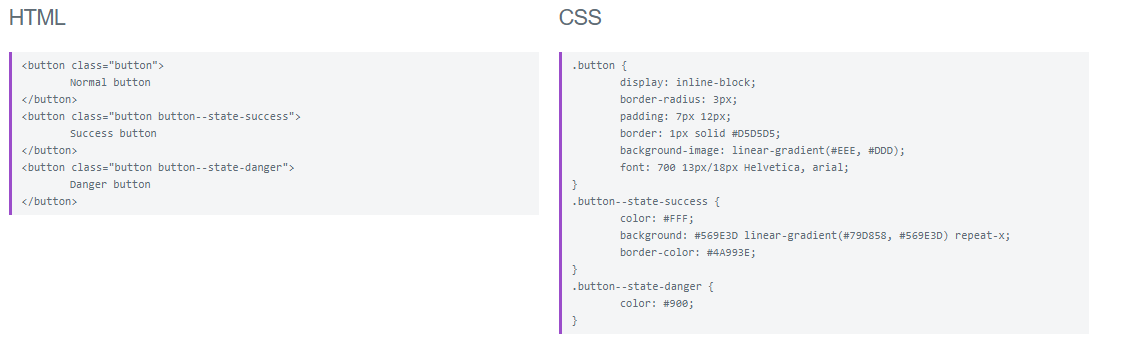 HTML
<button class="button">
Normal button
</button>
<button class="button button--state-success">
Success button
</button>
<button class="button button--state-danger">
Danger button
</button>
CSS
.button {
display: inline-block;
border-radius: 3px;
padding: 7px 12px;
border: 1px solid #D5D5D5;
background-image: linear-gradient(#EEE, #DDD);
font: 700 13px/18px Helvetica, arial;
}
.button--state-success {
color: #FFF;
background: #569E3D linear-gradient(#79D858, #569E3D) repeat-x;
border-color: #4A993E;
}
.button--state-danger {
color: #900;
}